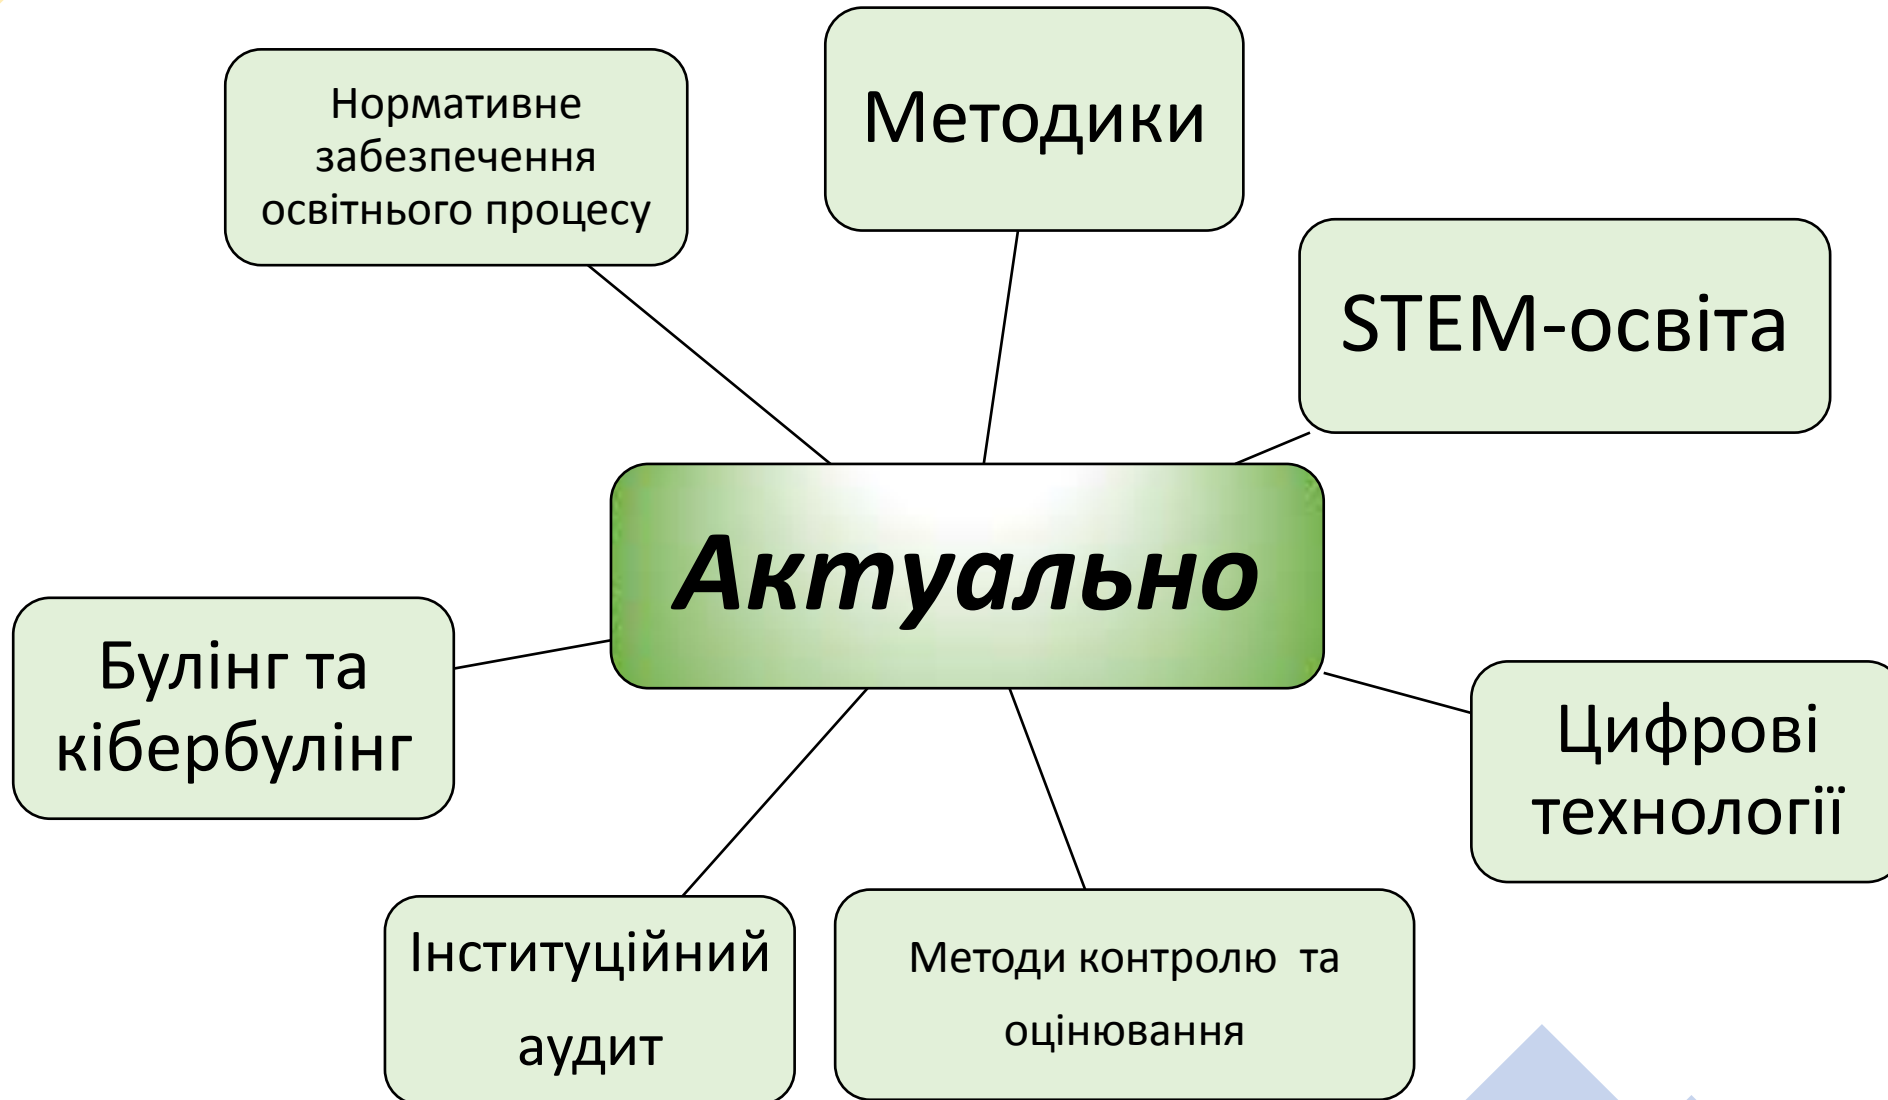 Нормативне
забезпечення
освітнього процесу
Методики
STEM-освіта
Актуально
Булінг та
кібербулінг
Цифрові
технології
Інституційний
аудит
Методи контролю та
оцінювання